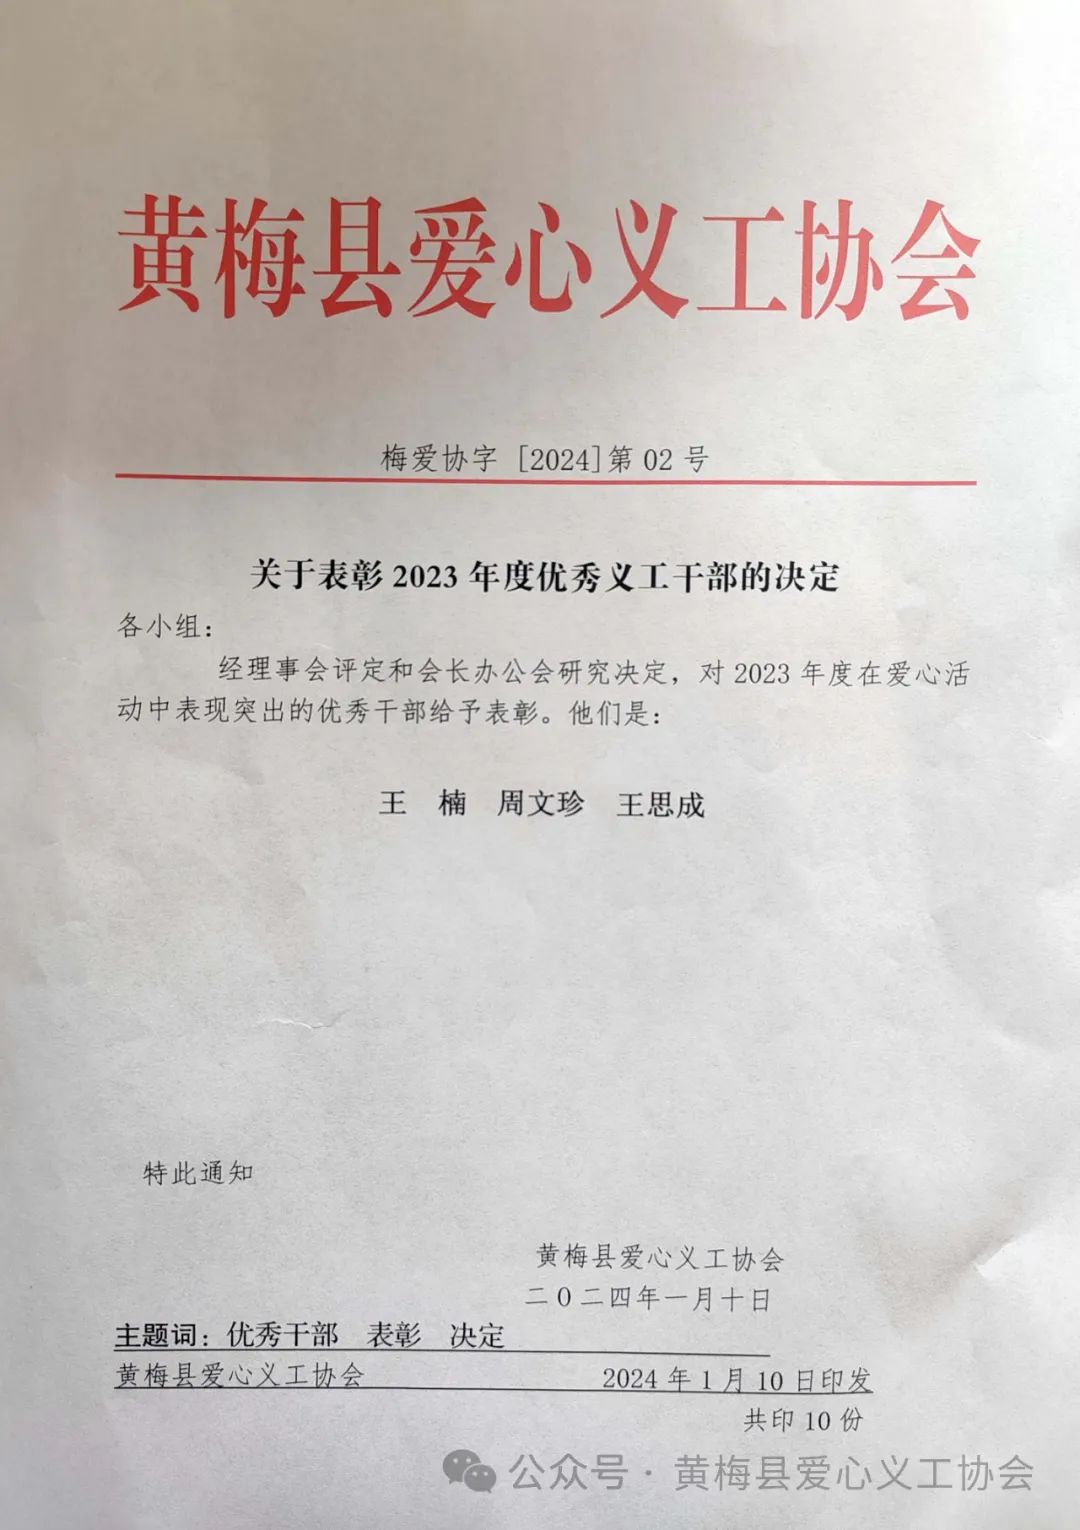 黄梅县爱心义工协会
梅爱协字 [2024]第 02 号
关于表彰 2023 年度优秀义工干部的决定
各小组：
经理事会评定和会长办公会研究决定，对 2023 年度在爱心活
动中表现突出的优秀干部给予表彰。他们是：
王　楠　周文珍　王思成
特此通知
黄梅县爱心义工协会
二0二四年一月十日
主题词：优秀干部　表彰　决定
黄梅县爱心义工协会　2024 年 1 月 10 日印发
共印 10 份
公众号 · 黄梅县爱心义工协会